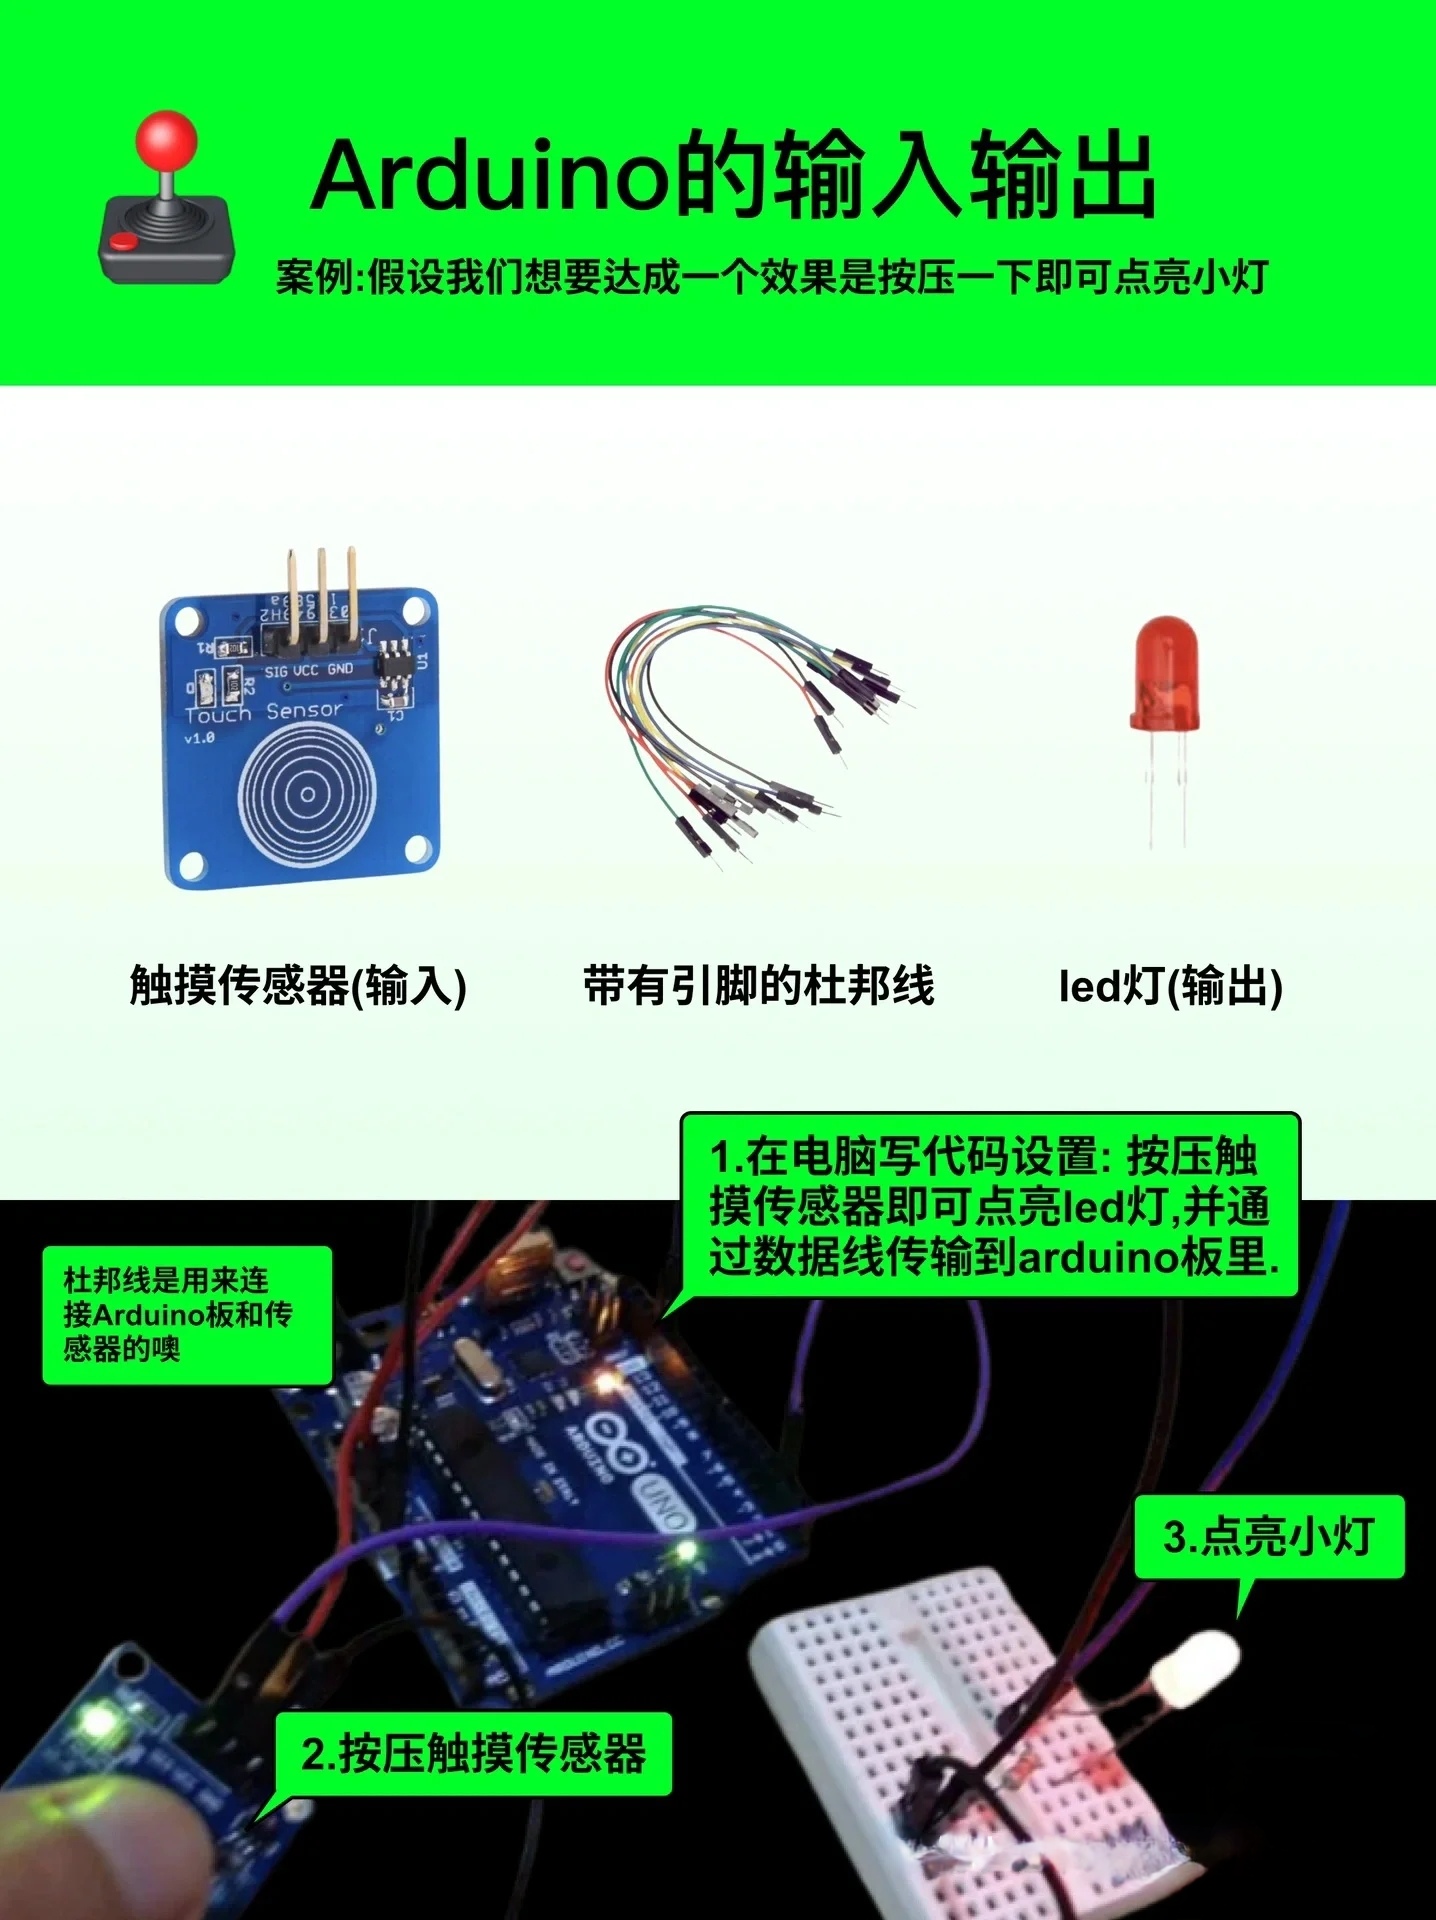 Arduino的输入输出
案例:假设我们想要达成一个效果是按压一下即可点亮小灯
SIG VCC GND
R1
R2
D
U1
C1
Touch Sensor
v1.0
触摸传感器(输入)
带有引脚的杜邦线
led灯(输出)
1.在电脑写代码设置: 按压触
摸传感器即可点亮led灯,并通
过数据线传输到arduino板里.
杜邦线是用来连
接Arduino板和传
感器的噢
ARDUINO
UNO
MADE IN ITALY
3.点亮小灯
2.按压触摸传感器